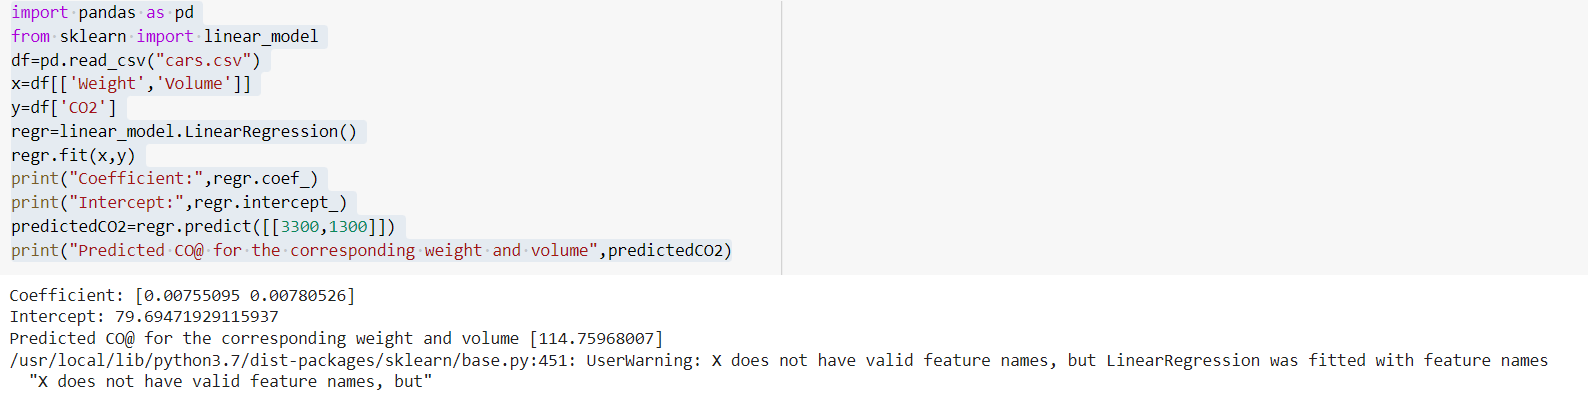 import pandas as pd
from sklearn import linear_model
df=pd.read_csv("cars.csv")
x=df[['Weight','Volume']]
y=df['CO2']
regr=linear_model.LinearRegression()
regr.fit(x,y)
print("Coefficient:",regr.coef_)
print("Intercept:",regr.intercept_)
predictedCO2=regr.predict([[3300,1300]])
print("Predicted CO@ for the corresponding weight and volume",predictedCO2)
Coefficient: [0.00755095 0.00780526]
Intercept: 79.69471929115937
Predicted CO@ for the corresponding weight and volume [114.75968007]
/usr/local/lib/python3.7/dist-packages/sklearn/base.py:451: UserWarning: X does not have valid feature names, but LinearRegression was fitted with feature names
  "X does not have valid feature names, but"